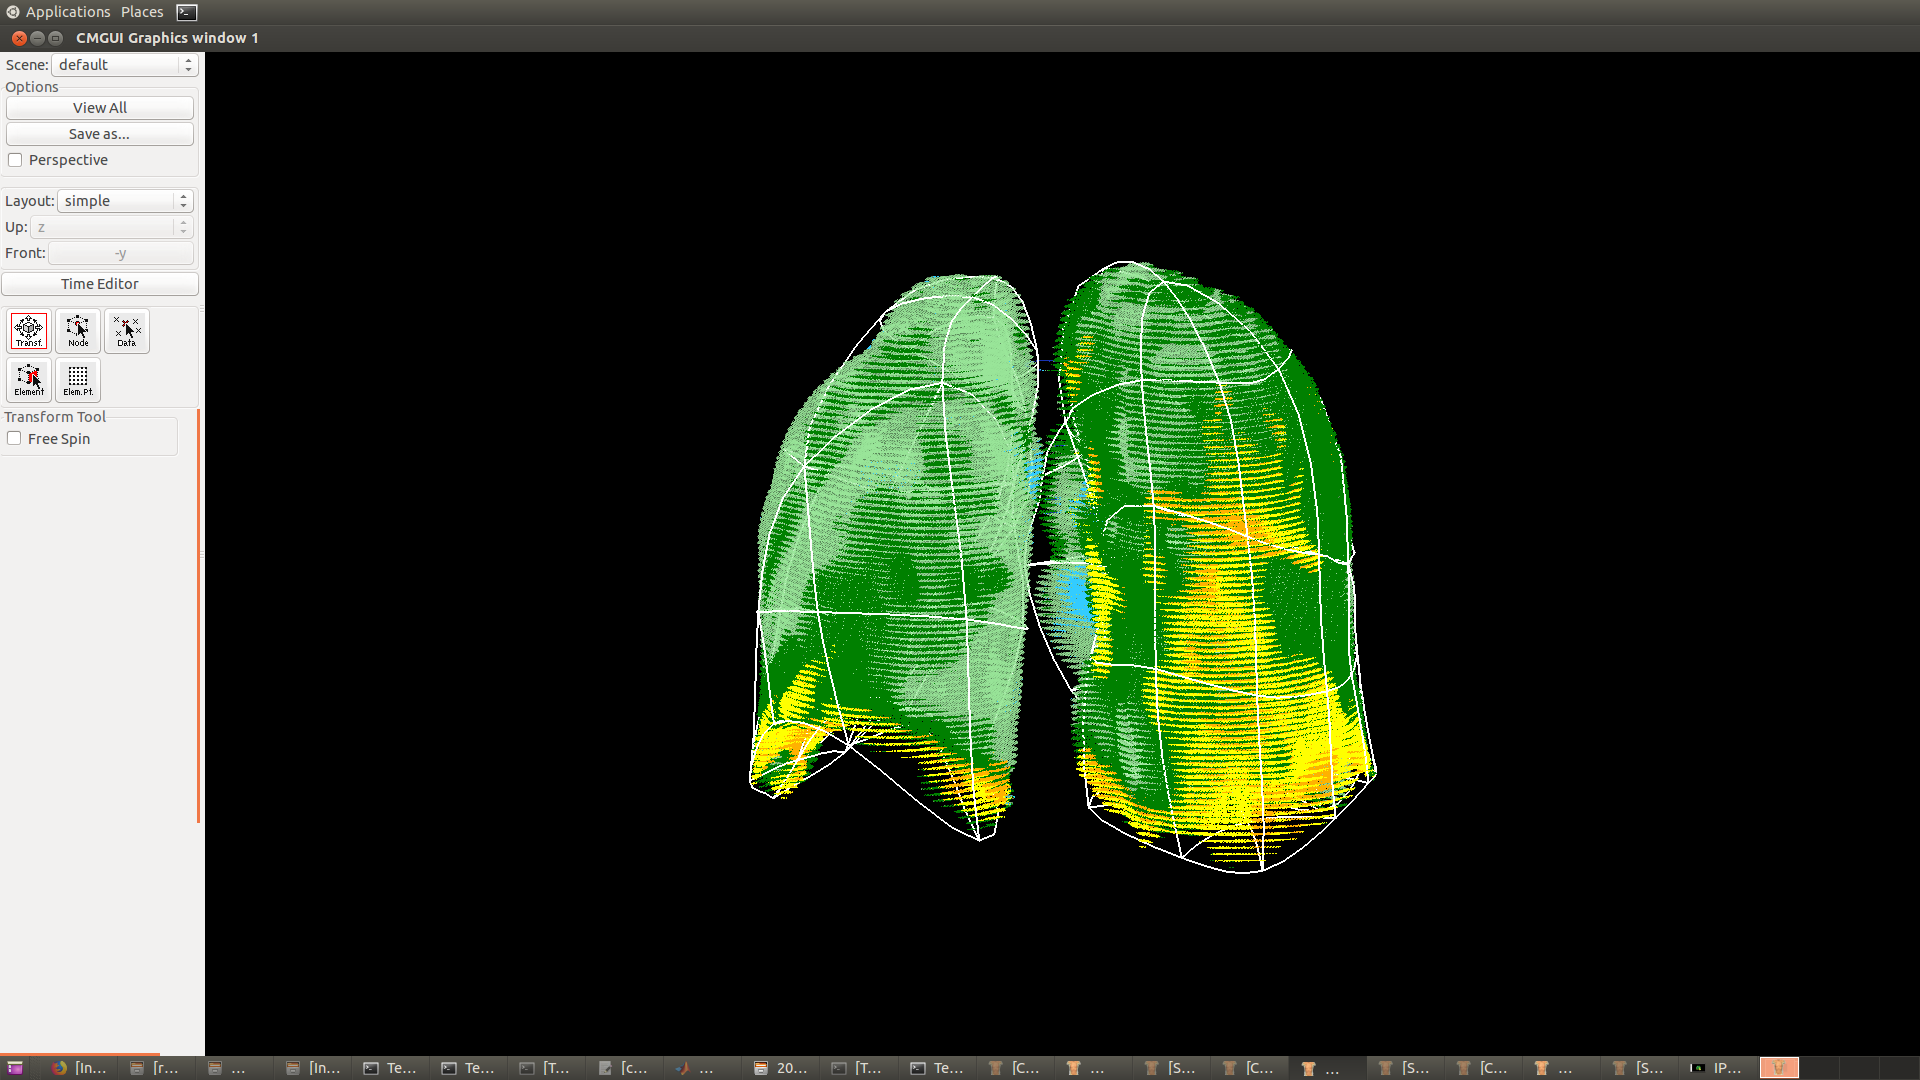 Applications Places
CMGUI Graphics window 1
Scene: default
Options
View All
Save as...
Perspective
Layout: simple
Up: z
Front: -y
Time Editor
Transf. Node Data
Element Elem.Pt.
Transform Tool
Free Spin
[In... [r... ... [In... Te... Te... [T... [c... ... 20... [T... Te... [C... ... [S... [C... ... [S... [C... ... [S... IP...